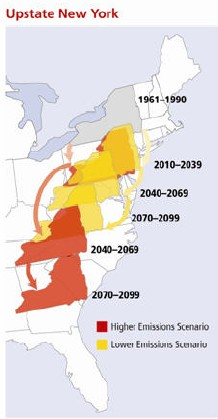 Upstate New York
1961–1990
2010–2039
2040–2069
2070–2099
2040–2069
2070–2099
Higher Emissions Scenario
Lower Emissions Scenario